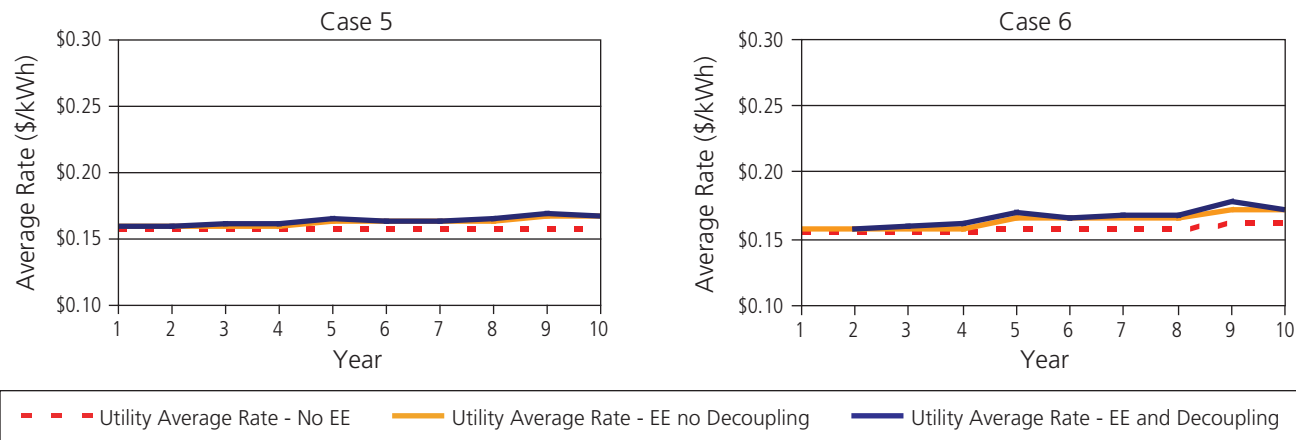 Case 5
Average Rate ($/kWh)
$0.30
$0.25
$0.20
$0.15
$0.10
1 2 3 4 5 6 7 8 9 10
Year
Case 6
Average Rate ($/kWh)
$0.30
$0.25
$0.20
$0.15
$0.10
1 2 3 4 5 6 7 8 9 10
Year
Utility Average Rate - No EE
Utility Average Rate - EE no Decoupling
Utility Average Rate - EE and Decoupling